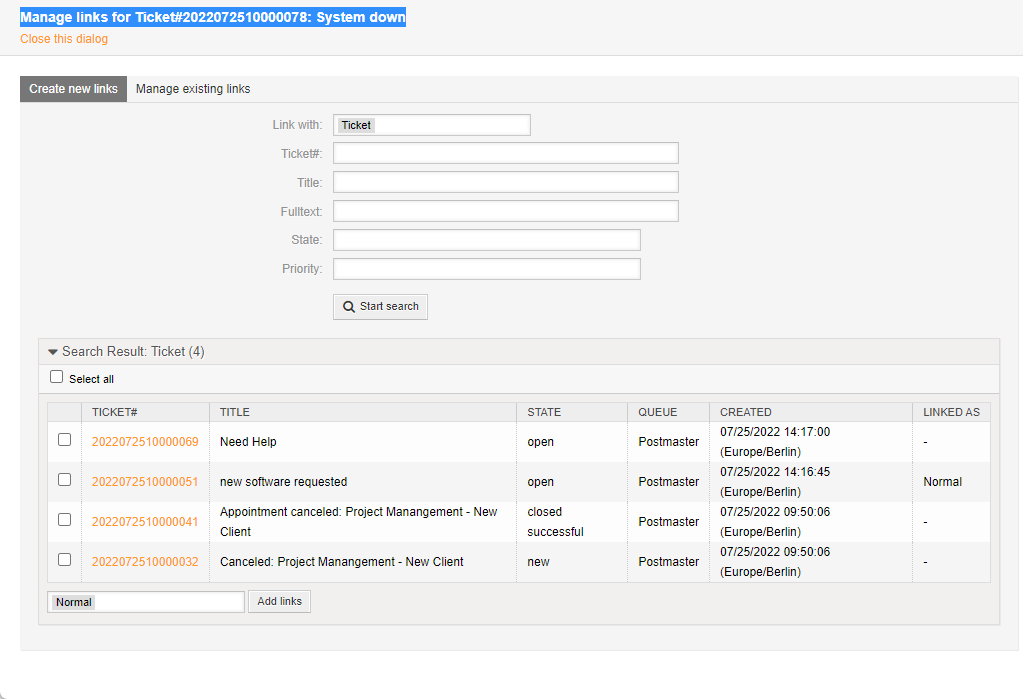 Manage links for Ticket#2022072510000078: System down
Close this dialog
Create new links Manage existing links
Link with: Ticket
Ticket#:
Title:
Fulltext:
State:
Priority:
Start search
Search Result: Ticket (4)
Select all
TICKET# TITLE STATE QUEUE CREATED LINKED AS
2022072510000069 Need Help open Postmaster 07/25/2022 14:17:00 (Europe/Berlin) -
2022072510000051 new software requested open Postmaster 07/25/2022 14:16:45 (Europe/Berlin) Normal
2022072510000041 Appointment canceled: Project Manangement - New Client closed successful Postmaster 07/25/2022 09:50:06 (Europe/Berlin) -
2022072510000032 Canceled: Project Manangement - New Client new Postmaster 07/25/2022 09:50:06 (Europe/Berlin) -
Normal Add links